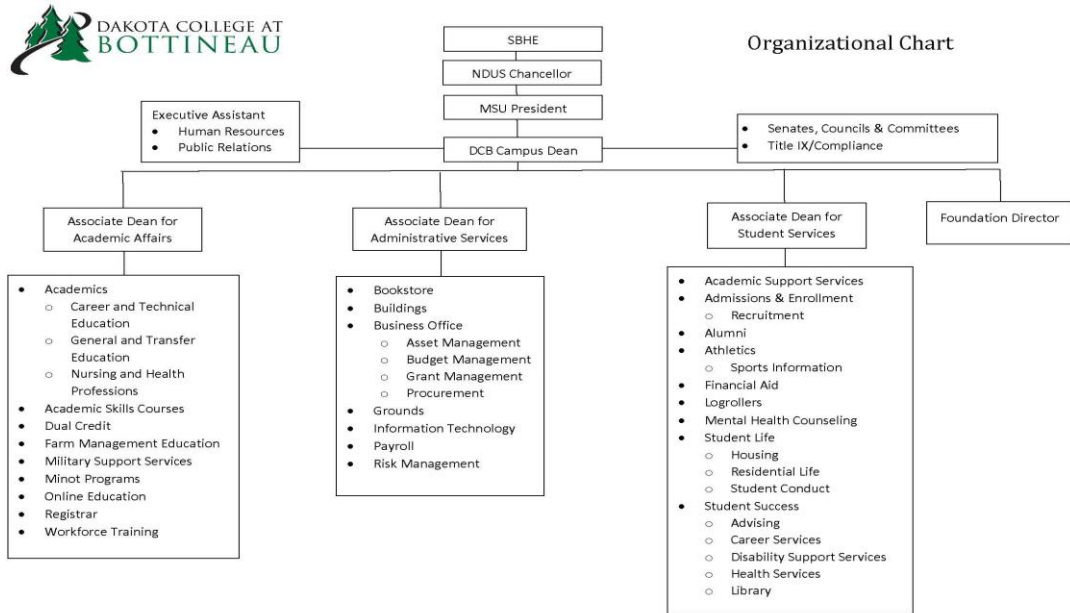 DAKOTA COLLEGE AT
BOTTINEAU
Organizational Chart
SBHE
NDUS Chancellor
MSU President
Executive Assistant
• Human Resources
• Public Relations
DCB Campus Dean
• Senates, Councils & Committees
• Title IX/Compliance
Associate Dean for
Academic Affairs
Associate Dean for
Administrative Services
Associate Dean for
Student Services
Foundation Director
• Academics
○ Career and Technical
Education
○ General and Transfer
Education
○ Nursing and Health
Professions
• Academic Skills Courses
• Dual Credit
• Farm Management Education
• Military Support Services
• Minot Programs
• Online Education
• Registrar
• Workforce Training
• Bookstore
• Buildings
• Business Office
○ Asset Management
○ Budget Management
○ Grant Management
○ Procurement
• Grounds
• Information Technology
• Payroll
• Risk Management
• Academic Support Services
• Admissions & Enrollment
○ Recruitment
• Alumni
• Athletics
○ Sports Information
• Financial Aid
• Logrollers
• Mental Health Counseling
• Student Life
○ Housing
○ Residential Life
○ Student Conduct
• Student Success
○ Advising
○ Career Services
○ Disability Support Services
○ Health Services
○ Library